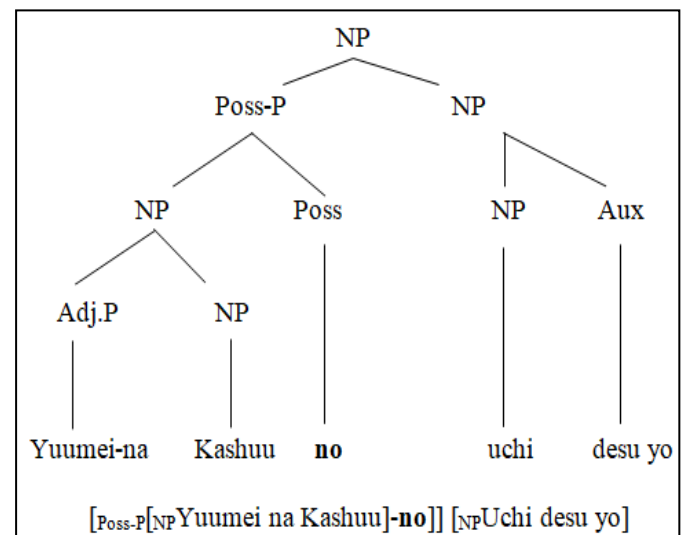 NP
Poss-P NP
NP Poss NP Aux
Adj.P NP
Yuumei-na Kashuu no uchi desu yo
[Poss-P[NPYuumei na Kashuu]-no]] [NPUchi desu yo]